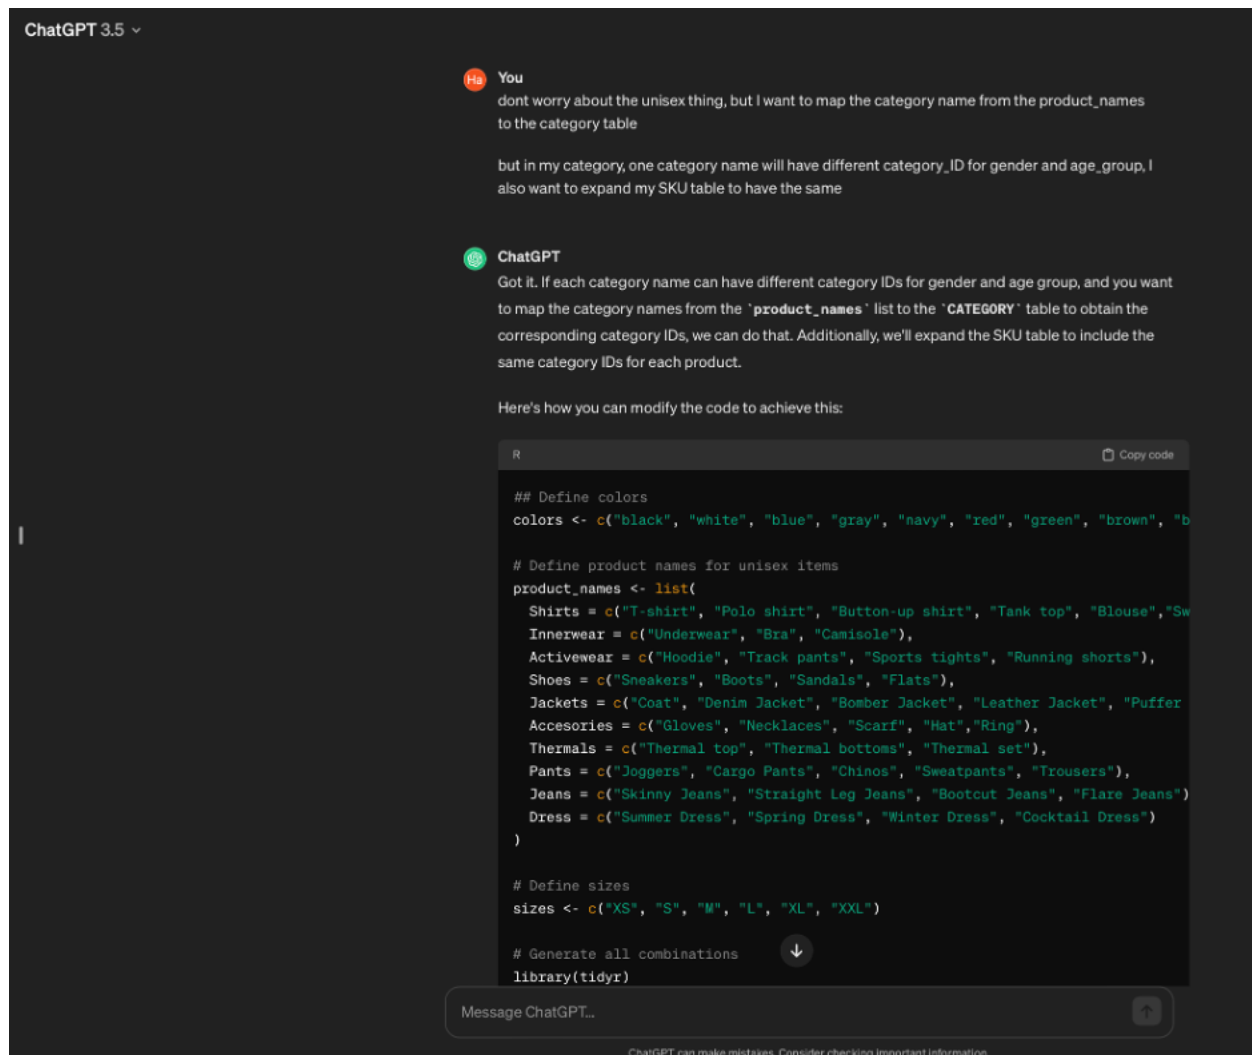 ChatGPT 3.5
Ha
You
dont worry about the unisex thing, but I want to map the category name from the product_names
to the category table
but in my category, one category name will have different category_ID for gender and age_group, I
also want to expand my SKU table to have the same
ChatGPT
Got it. If each category name can have different category IDs for gender and age group, and you want
to map the category names from the `product_names` list to the `CATEGORY` table to obtain the
corresponding category IDs, we can do that. Additionally, we'll expand the SKU table to include the
same category IDs for each product.
Here's how you can modify the code to achieve this:
R Copy code
## Define colors
colors <- c("black", "white", "blue", "gray", "navy", "red", "green", "brown", "b
# Define product names for unisex items
product_names <- list(
Shirts = c("T-shirt", "Polo shirt", "Button-up shirt", "Tank top", "Blouse","Sw
Innerwear = c("Underwear", "Bra", "Camisole"),
Activewear = c("Hoodie", "Track pants", "Sports tights", "Running shorts"),
Shoes = c("Sneakers", "Boots", "Sandals", "Flats"),
Jackets = c("Coat", "Denim Jacket", "Bomber Jacket", "Leather Jacket", "Puffer
Accesories = c("Gloves", "Necklaces", "Scarf", "Hat","Ring"),
Thermals = c("Thermal top", "Thermal bottoms", "Thermal set"),
Pants = c("Joggers", "Cargo Pants", "Chinos", "Sweatpants", "Trousers"),
Jeans = c("Skinny Jeans", "Straight Leg Jeans", "Bootcut Jeans", "Flare Jeans")
Dress = c("Summer Dress", "Spring Dress", "Winter Dress", "Cocktail Dress")
)
# Define sizes
sizes <- c("XS", "S", "M", "L", "XL", "XXL")
# Generate all combinations
library(tidyr)
Message ChatGPT...
ChatGPT can make mistakes. Consider checking important information.